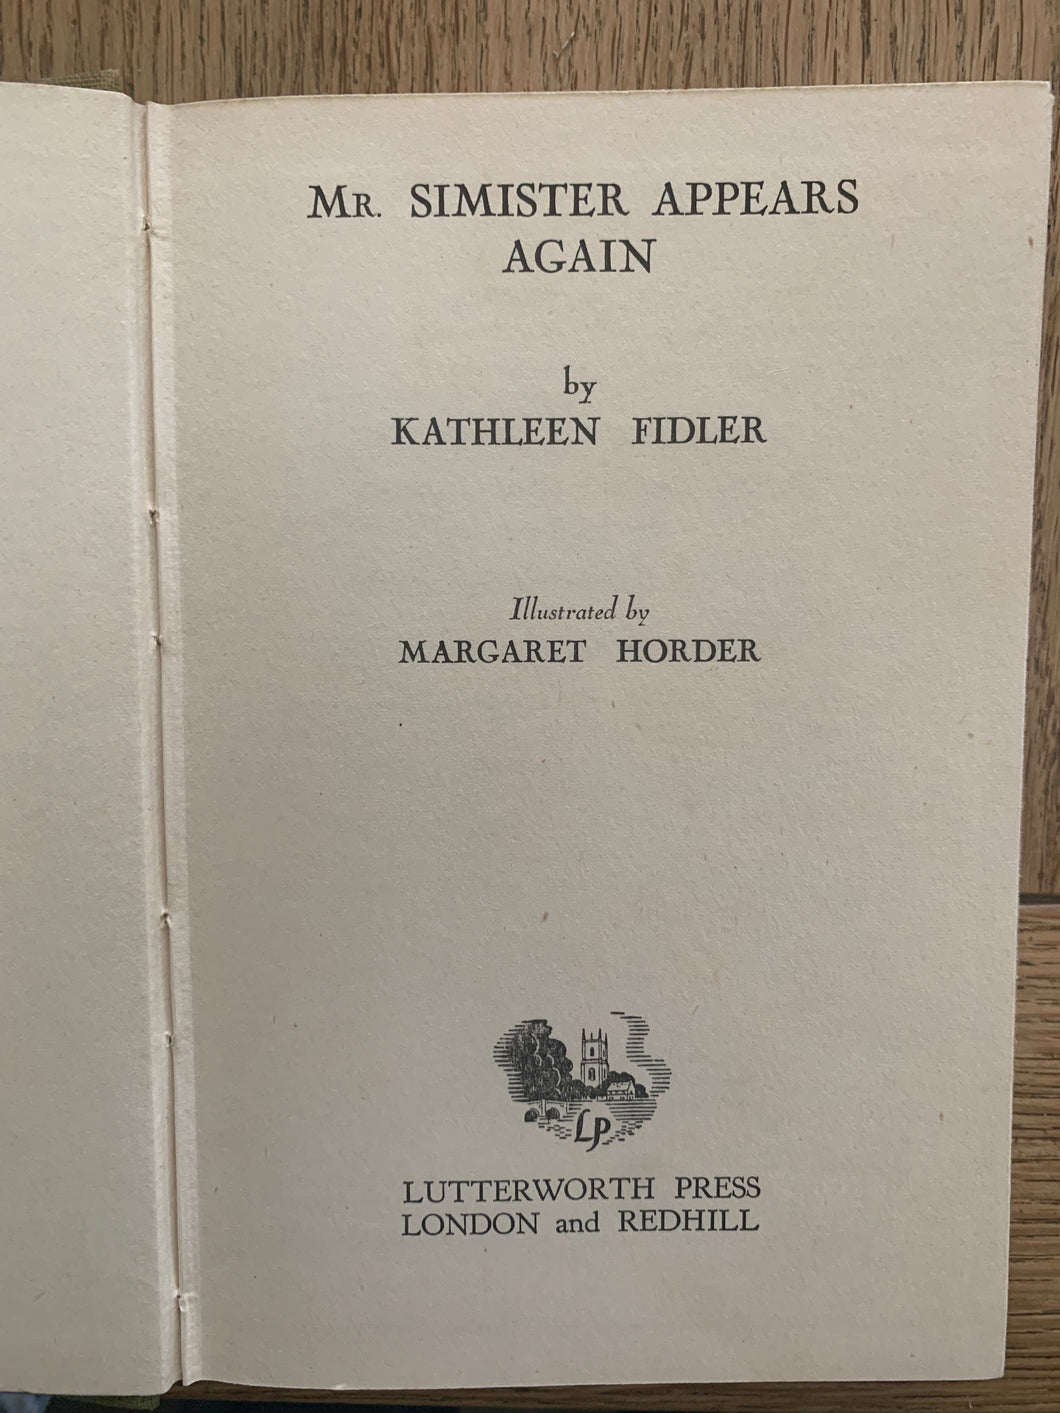 Mr. SIMISTER APPEARS
AGAIN
by
KATHLEEN FIDLER
Illustrated by
MARGARET HORDER
LP
LUTTERWORTH PRESS
LONDON and REDHILL